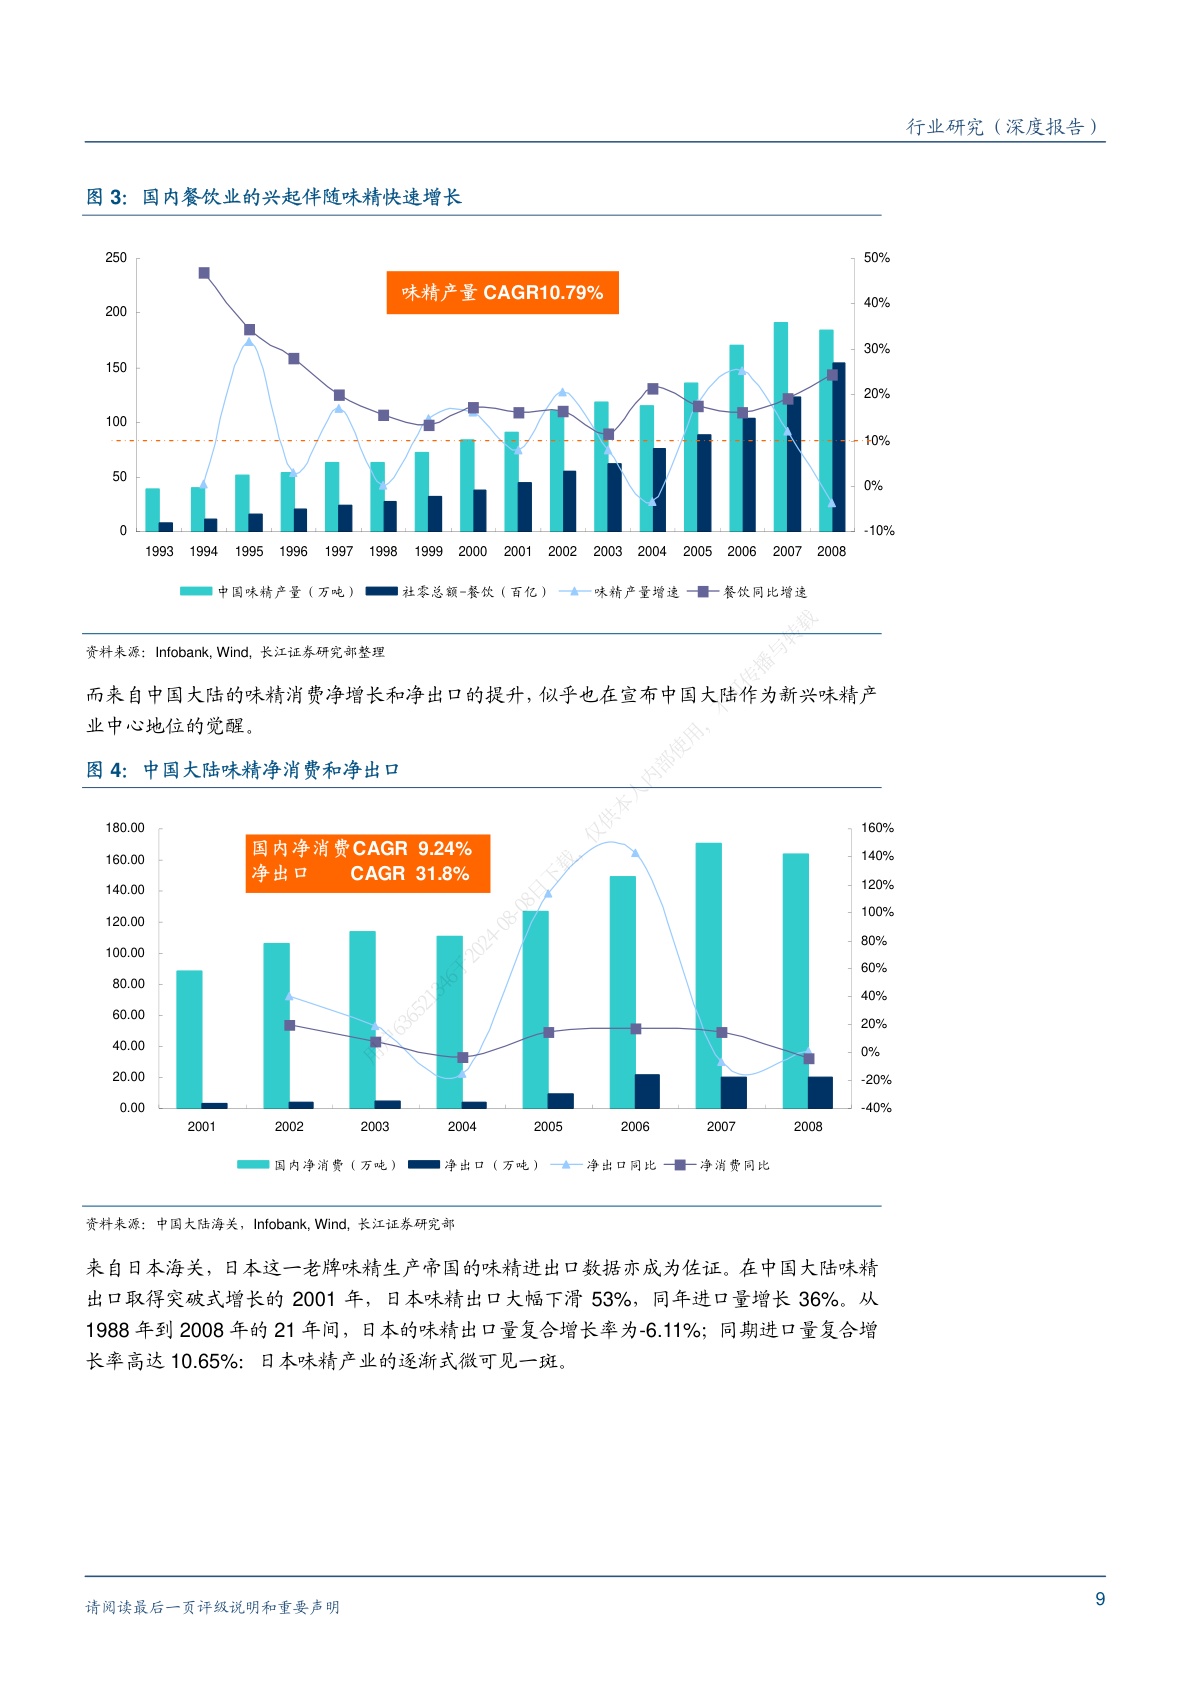 行业研究（深度报告）
图 3：国内餐饮业的兴起伴随味精快速增长
250
200
150
100
50
0
50%
40%
30%
20%
10%
0%
-10%
味精产量 CAGR10.79%
1993 1994 1995 1996 1997 1998 1999 2000 2001 2002 2003 2004 2005 2006 2007 2008
中国味精产量（万吨） 社零总额-餐饮（百亿） 味精产量增速 餐饮同比增速
资料来源：Infobank, Wind, 长江证券研究部整理
而来自中国大陆的味精消费净增长和净出口的提升，似乎也在宣布中国大陆作为新兴味精产
业中心地位的觉醒。
图 4：中国大陆味精净消费和净出口
180.00
160.00
140.00
120.00
100.00
80.00
60.00
40.00
20.00
0.00
160%
140%
120%
100%
80%
60%
40%
20%
0%
-20%
-40%
国内净消费CAGR 9.24%
净出口 CAGR 31.8%
2001 2002 2003 2004 2005 2006 2007 2008
国内净消费（万吨） 净出口（万吨） 净出口同比 净消费同比
资料来源：中国大陆海关，Infobank, Wind, 长江证券研究部
来自日本海关，日本这一老牌味精生产帝国的味精进出口数据亦成为佐证。在中国大陆味精
出口取得突破式增长的 2001 年，日本味精出口大幅下滑 53%，同年进口量增长 36%。从
1988 年到 2008 年的 21 年间，日本的味精出口量复合增长率为-6.11%；同期进口量复合增
长率高达 10.65%：日本味精产业的逐渐式微可见一斑。
请阅读最后一页评级说明和重要声明
9